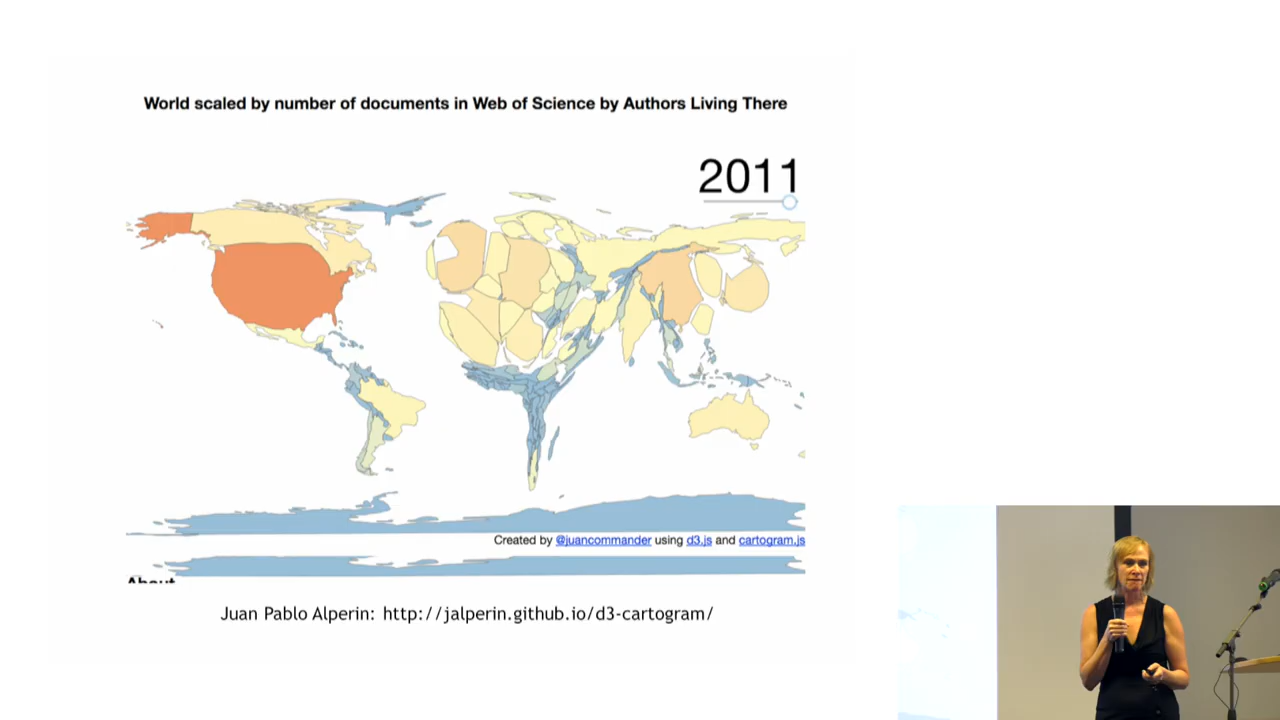 World scaled by number of documents in Web of Science by Authors Living There
2011
Created by @juancommander using d3.js and cartogram.js
About
Juan Pablo Alperin: http://jalperin.github.io/d3-cartogram/